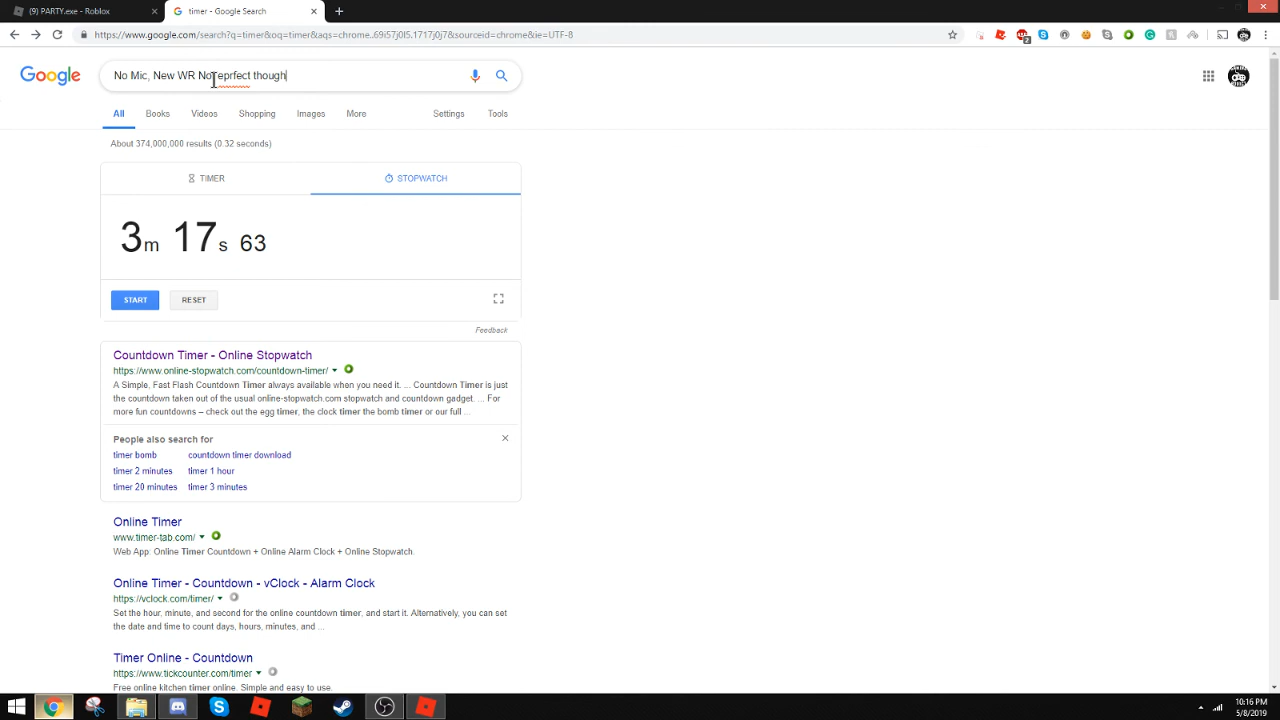 (9) PARTY.exe - Roblox
timer - Google Search
https://www.google.com/search?q=timer&oq=timer&aqs=chrome..69i57j0l5.1717j0j7&sourceid=chrome&ie=UTF-8
2
Google
No Mic, New WR No eprfect though
All
Books
Videos
Shopping
Images
More
Settings
Tools
About 374,000,000 results (0.32 seconds)
TIMER
STOPWATCH
3m 17s 63
START
RESET
Feedback
Countdown Timer - Online Stopwatch
https://www.online-stopwatch.com/countdown-timer/
A Simple, Fast Flash Countdown Timer always available when you need it. ... Countdown Timer is just
the countdown taken out of the usual online-stopwatch.com stopwatch and countdown gadget. ... For
more fun countdowns – check out the egg timer, the clock timer the bomb timer or our full ...
People also search for
timer bomb
countdown timer download
timer 2 minutes
timer 1 hour
timer 20 minutes
timer 3 minutes
Online Timer
www.timer-tab.com/
Web App: Online Timer Countdown + Online Alarm Clock + Online Stopwatch.
Online Timer - Countdown - vClock - Alarm Clock
https://vclock.com/timer/
Set the hour, minute, and second for the online countdown timer, and start it. Alternatively, you can set
the date and time to count days, hours, minutes, and ...
Timer Online - Countdown
https://www.tickcounter.com/timer
Free online kitchen timer online. Simple and easy to use.
10:16 PM
5/8/2019